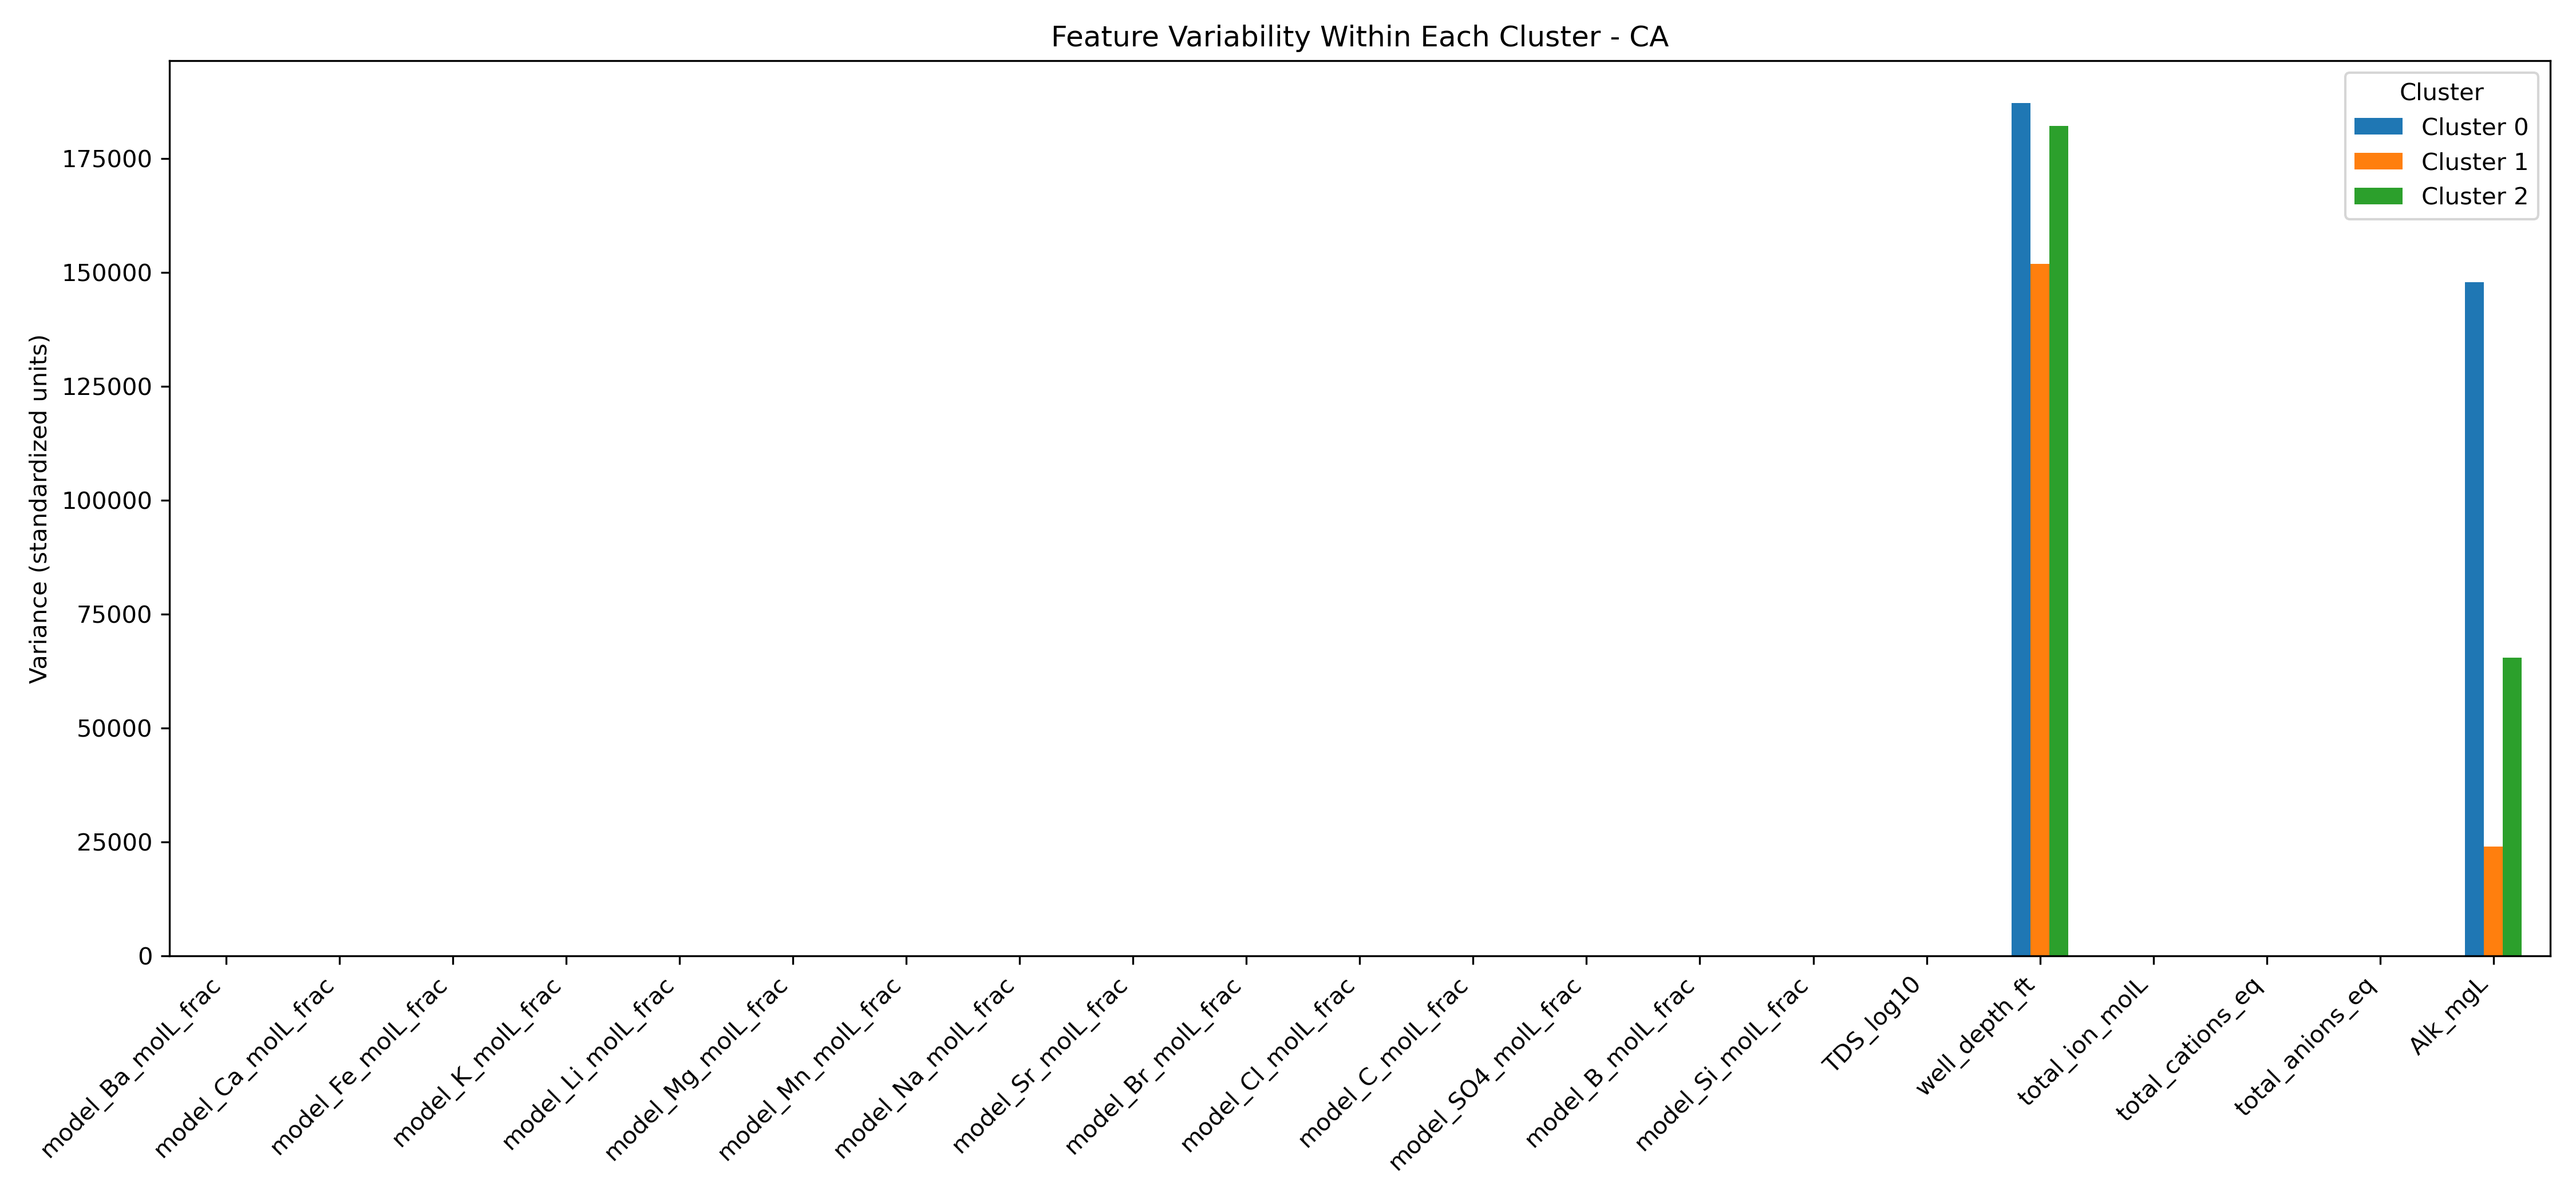 Feature Variability Within Each Cluster - CA
Cluster
Cluster 0
Cluster 1
Cluster 2
Variance (standardized units)
175000
150000
125000
100000
75000
50000
25000
0
model_Ba_molL_frac
model_Ca_molL_frac
model_Fe_molL_frac
model_K_molL_frac
model_Li_molL_frac
model_Mg_molL_frac
model_Mn_molL_frac
model_Na_molL_frac
model_Sr_molL_frac
model_Br_molL_frac
model_Cl_molL_frac
model_C_molL_frac
model_SO4_molL_frac
model_B_molL_frac
model_Si_molL_frac
TDS_log10
well_depth_ft
total_ion_molL
total_cations_eq
total_anions_eq
Alk_mgL